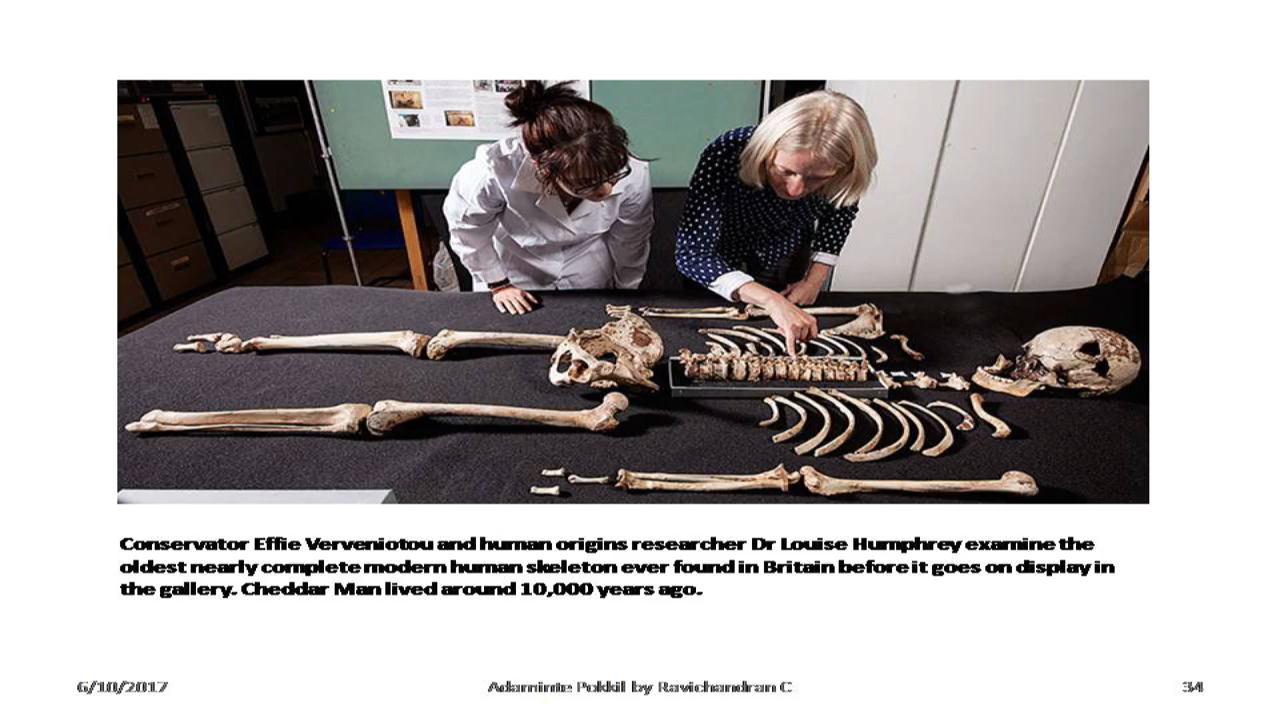 Conservator Effie Verveniotou and human origins researcher Dr Louise Humphrey examine the
oldest nearly complete modern human skeleton ever found in Britain before it goes on display in
the gallery. Cheddar Man lived around 10,000 years ago.
6/10/2017
Adaminte Pokkil by Ravichandran C
34